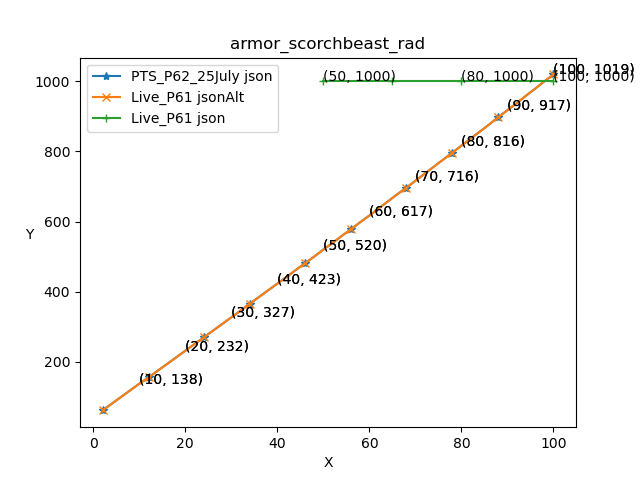 armor_scorchbeast_rad
PTS_P62_25July json
Live_P61 jsonAlt
Live_P61 json
(50, 1000)
(80, 1000)
(100, 1019)
(100, 1000)
(90, 917)
(80, 816)
(70, 716)
(60, 617)
(50, 520)
(40, 423)
(30, 327)
(20, 232)
(10, 138)
Y
1000
800
600
400
200
0 20 40 60 80 100
X